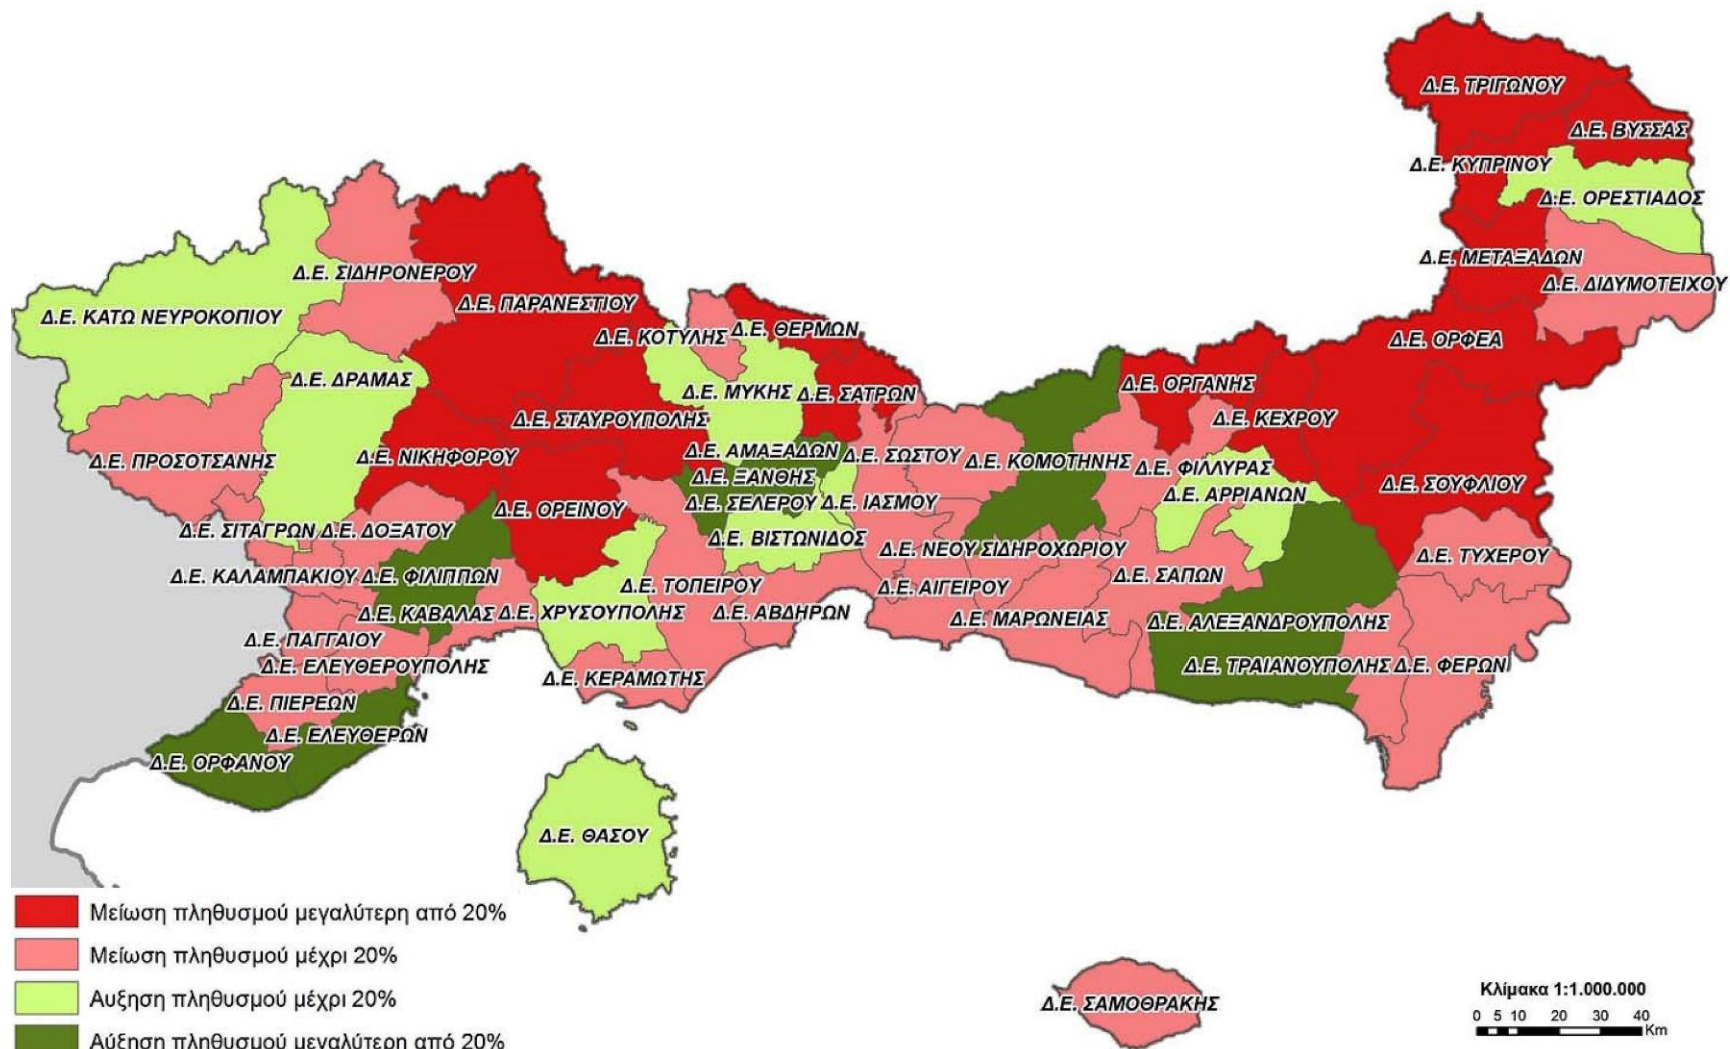 Δ.Ε. ΤΡΙΓΩΝΟΥ
Δ.Ε. ΒΥΣΣΑΣ
Δ.Ε. ΚΥΠΡΙΝΟΥ
Δ.Ε. ΟΡΕΣΤΙΑΔΟΣ
Δ.Ε. ΜΕΤΑΞΑΔΩΝ
Δ.Ε. ΔΙΔΥΜΟΤΕΙΧΟΥ
Δ.Ε. ΣΙΔΗΡΟΝΕΡΟΥ
Δ.Ε. ΠΑΡΑΝΕΣΤΙΟΥ
Δ.Ε. ΚΑΤΩ ΝΕΥΡΟΚΟΠΙΟΥ
Δ.Ε. ΚΟΤΥΛΗΣ
Δ.Ε. ΘΕΡΜΩΝ
Δ.Ε. ΟΡΦΕΑ
Δ.Ε. ΔΡΑΜΑΣ
Δ.Ε. ΜΥΚΗΣ
Δ.Ε. ΣΑΤΡΩΝ
Δ.Ε. ΟΡΓΑΝΗΣ
Δ.Ε. ΣΤΑΥΡΟΥΠΟΛΗΣ
Δ.Ε. ΚΕΧΡΟΥ
Δ.Ε. ΠΡΟΣΟΤΣΑΝΗΣ
Δ.Ε. ΝΙΚΗΦΟΡΟΥ
Δ.Ε. ΑΜΑΞΑΔΩΝ
Δ.Ε. ΣΩΣΤΟΥ
Δ.Ε. ΚΟΜΟΤΗΝΗΣ
Δ.Ε. ΦΙΛΛΥΡΑΣ
Δ.Ε. ΞΑΝΘΗΣ
Δ.Ε. ΣΟΥΦΛΙΟΥ
Δ.Ε. ΑΡΡΙΑΝΩΝ
Δ.Ε. ΟΡΕΙΝΟΥ
Δ.Ε. ΣΕΛΕΡΟΥ
Δ.Ε. ΙΑΣΜΟΥ
Δ.Ε. ΣΙΤΑΓΡΩΝ
Δ.Ε. ΔΟΞΑΤΟΥ
Δ.Ε. ΒΙΣΤΩΝΙΔΟΣ
Δ.Ε. ΝΕΟΥ ΣΙΔΗΡΟΧΩΡΙΟΥ
Δ.Ε. ΤΥΧΕΡΟΥ
Δ.Ε. ΚΑΛΑΜΠΑΚΙΟΥ
Δ.Ε. ΦΙΛΙΠΠΩΝ
Δ.Ε. ΤΟΠΕΙΡΟΥ
Δ.Ε. ΑΙΓΕΙΡΟΥ
Δ.Ε. ΣΑΠΩΝ
Δ.Ε. ΚΑΒΑΛΑΣ
Δ.Ε. ΧΡΥΣΟΥΠΟΛΗΣ
Δ.Ε. ΑΒΔΗΡΩΝ
Δ.Ε. ΜΑΡΩΝΕΙΑΣ
Δ.Ε. ΑΛΕΞΑΝΔΡΟΥΠΟΛΗΣ
Δ.Ε. ΠΑΓΓΑΙΟΥ
Δ.Ε. ΕΛΕΥΘΕΡΟΥΠΟΛΗΣ
Δ.Ε. ΚΕΡΑΜΩΤΗΣ
Δ.Ε. ΤΡΑΙΑΝΟΥΠΟΛΗΣ
Δ.Ε. ΦΕΡΩΝ
Δ.Ε. ΠΙΕΡΕΩΝ
Δ.Ε. ΕΛΕΥΘΕΡΩΝ
Δ.Ε. ΟΡΦΑΝΟΥ
Δ.Ε. ΘΑΣΟΥ
Δ.Ε. ΣΑΜΟΘΡΑΚΗΣ
Μείωση πληθυσμού μεγαλύτερη από 20%
Μείωση πληθυσμού μέχρι 20%
Αυξηση πληθυσμού μέχρι 20%
Αύξηση πληθυσμού μεγαλύτερη από 20%
Κλίμακα 1:1.000.000
0 5 10 20 30 40
Km